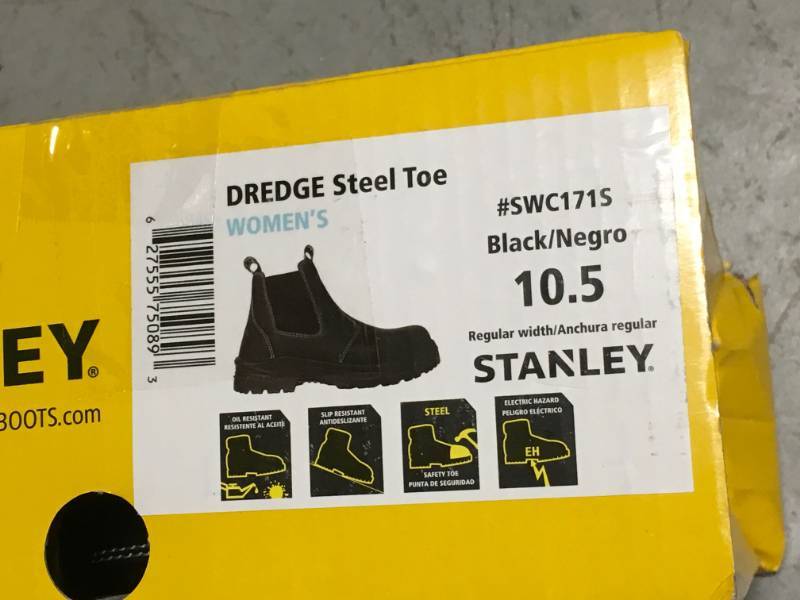 EY®
BOOTS.com
6 27555 75089 3
DREDGE Steel Toe
WOMEN'S
#SWC171S
Black/Negro
10.5
Regular width/Anchura regular
STANLEY®
OIL RESISTANT
RESISTENTE AL ACEITE
SLIP RESISTANT
ANTIDESLIZANTE
STEEL
SAFETY TOE
PUNTA DE SEGURIDAD
ELECTRIC HAZARD
PELIGRO ELÉCTRICO
EH